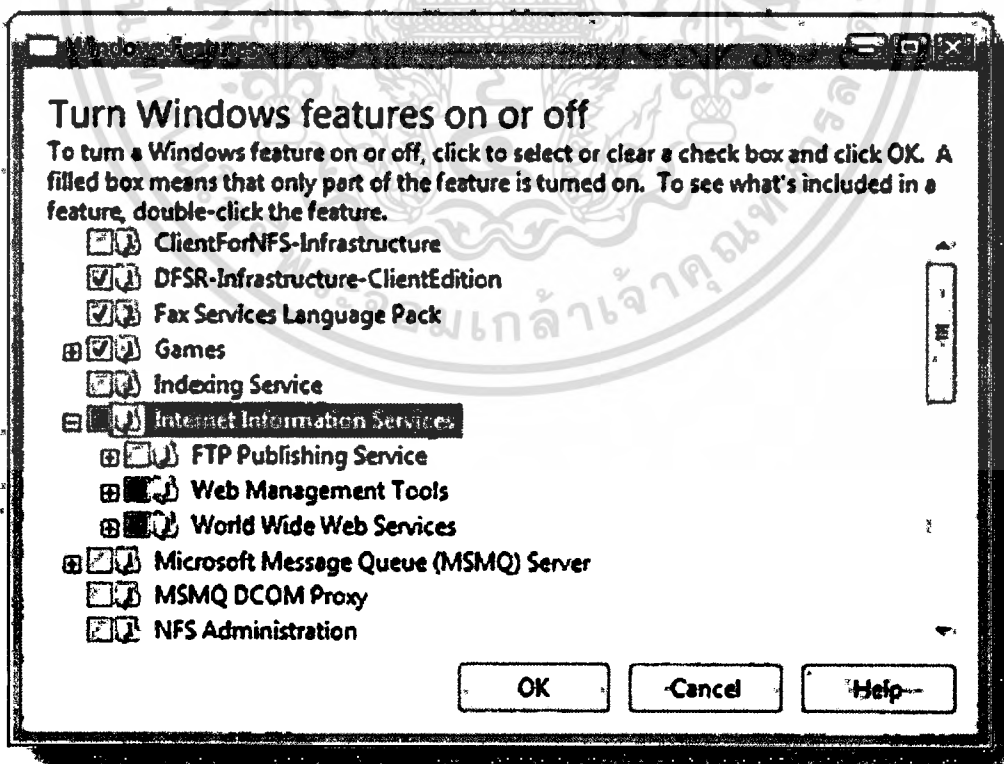 Windows Features
Turn Windows features on or off
To turn a Windows feature on or off, click to select or clear a check box and click OK. A
filled box means that only part of the feature is turned on. To see what's included in a
feature, double-click the feature.
ClientForNFS-Infrastructure
DFSR-Infrastructure-ClientEdition
Fax Services Language Pack
Games
Indexing Service
Internet Information Services
FTP Publishing Service
Web Management Tools
World Wide Web Services
Microsoft Message Queue (MSMQ) Server
MSMQ DCOM Proxy
NFS Administration
OK Cancel Help